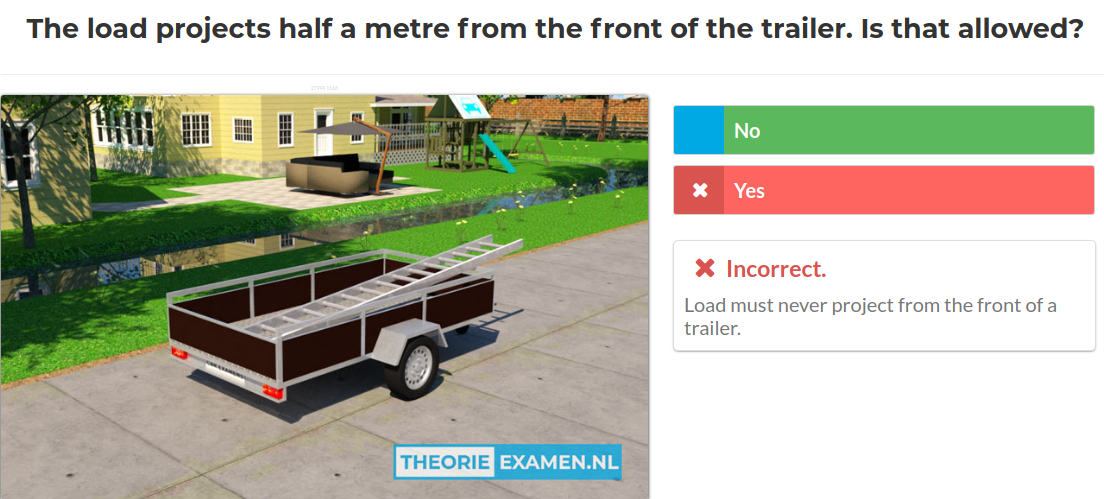 The load projects half a metre from the front of the trailer. Is that allowed?
No
Yes
Incorrect.
Load must never project from the front of a
trailer.
THEORIE EXAMEN.NL